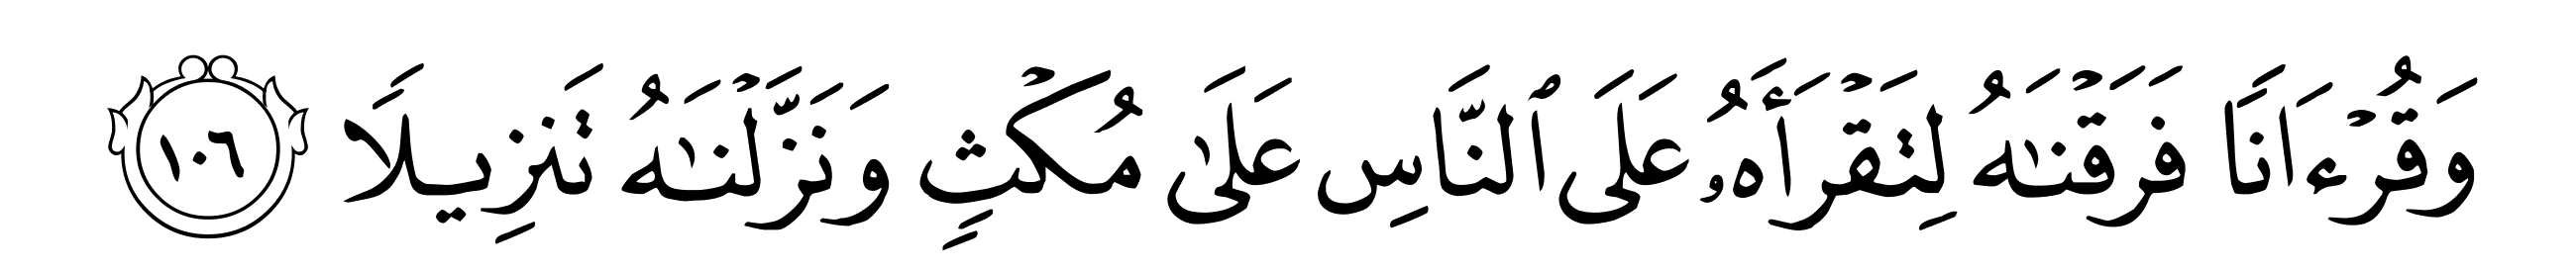 وَقُرْءَانًا فَرَقْنَٰهُ لِتَقْرَأَهُۥ عَلَى ٱلنَّاسِ عَلَىٰ مُكْثٍ وَنَزَّلْنَٰهُ تَنزِيلًا ١٠٦